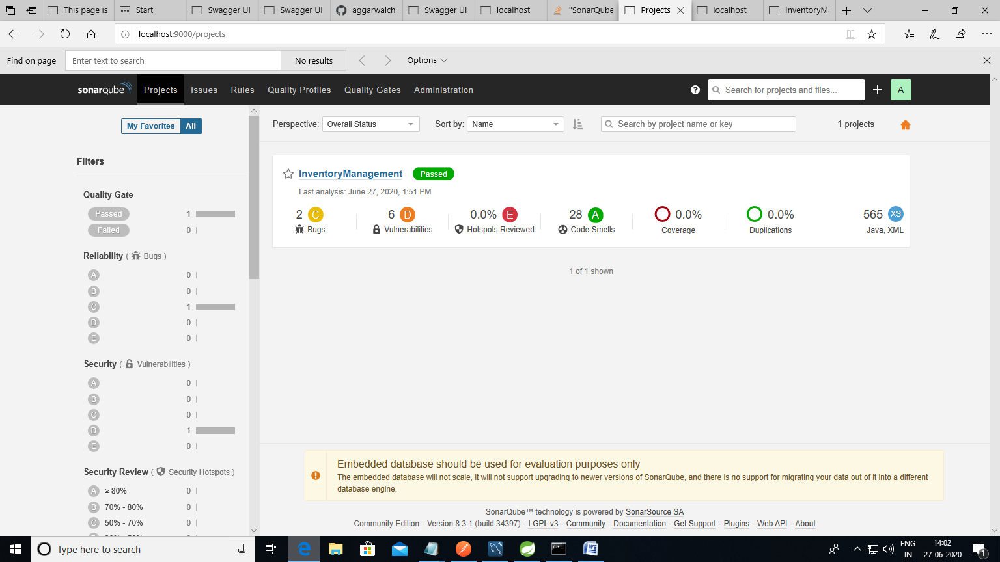 This page is
Start
Swagger UI
Swagger UI
aggarwalch
Swagger UI
localhost
"SonarQube
Projects
localhost
InventoryMa
localhost:9000/projects
Find on page
Enter text to search
No results
Options
sonarqube
Projects
Issues
Rules
Quality Profiles
Quality Gates
Administration
?
Search for projects and files...
A
My Favorites
All
Perspective:
Overall Status
Sort by:
Name
Search by project name or key
1 projects
Filters
Quality Gate
Passed 1
Failed 0
Reliability ( Bugs )
A 0
B 0
C 1
D 0
E 0
Security ( Vulnerabilities )
A 0
B 0
C 0
D 1
E 0
Security Review ( Security Hotspots )
A ≥ 80% 0
B 70% - 80% 0
C 50% - 70% 0
InventoryManagement Passed
Last analysis: June 27, 2020, 1:51 PM
2 C
Bugs
6 D
Vulnerabilities
0.0% E
Hotspots Reviewed
28 A
Code Smells
0.0%
Coverage
0.0%
Duplications
565 XS
Java, XML
1 of 1 shown
Embedded database should be used for evaluation purposes only
The embedded database will not scale, it will not support upgrading to newer versions of SonarQube, and there is no support for migrating your data out of it into a different
database engine.
SonarQube™ technology is powered by SonarSource SA
Community Edition - Version 8.3.1 (build 34397) - LGPL v3 - Community - Documentation - Get Support - Plugins - Web API - About
Type here to search
ENG
IN
14:02
27-06-2020
1